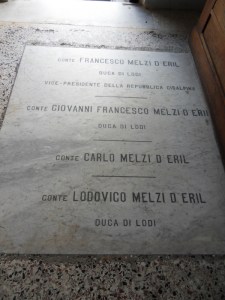 CONTE FRANCESCO MELZI D'ERIL
DUCA DI LODI
VICE-PRESIDENTE DELLA REPUBBLICA CISALPINA
CONTE GIOVANNI FRANCESCO MELZI D'ERIL
DUCA DI LODI
CONTE CARLO MELZI D'ERIL
CONTE LODOVICO MELZI D'ERIL
DUCA DI LODI